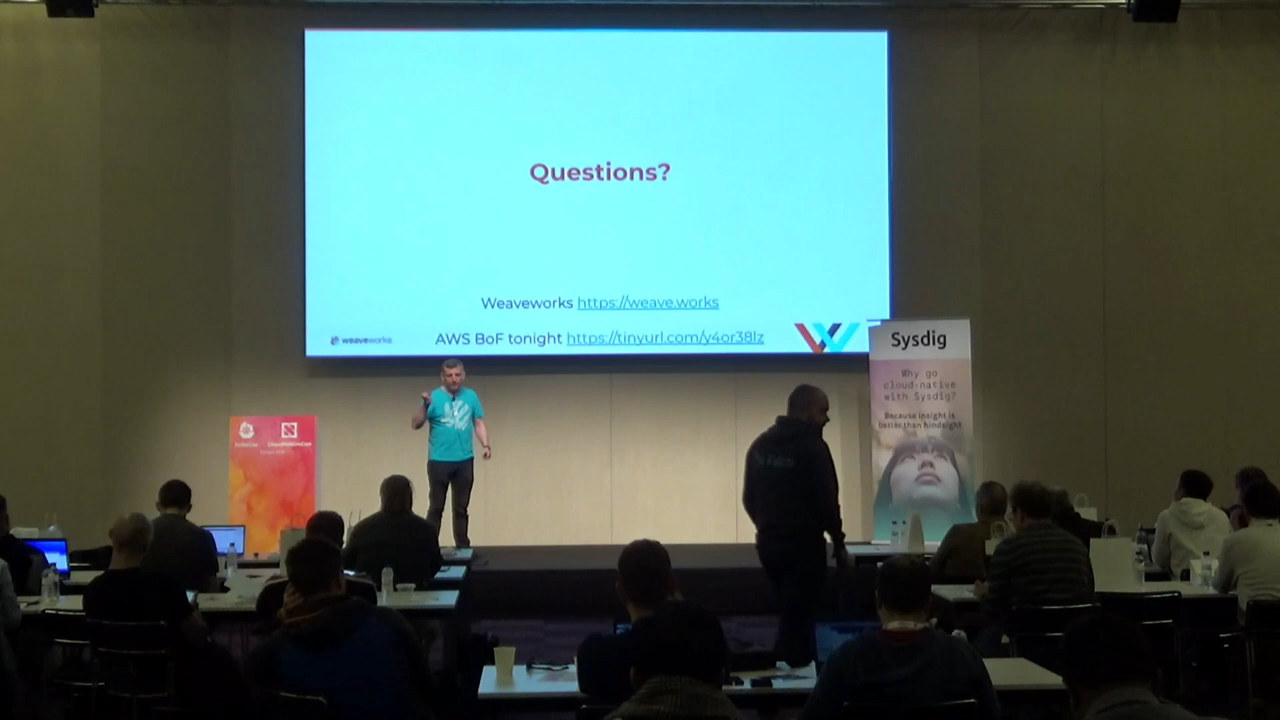 Questions?
Weaveworks https://weave.works
AWS BoF tonight https://tinyurl.com/y4or38lz
weaveworks
Sysdig
Why go
cloud-native
with Sysdig?
Because insight is
better than hindsight